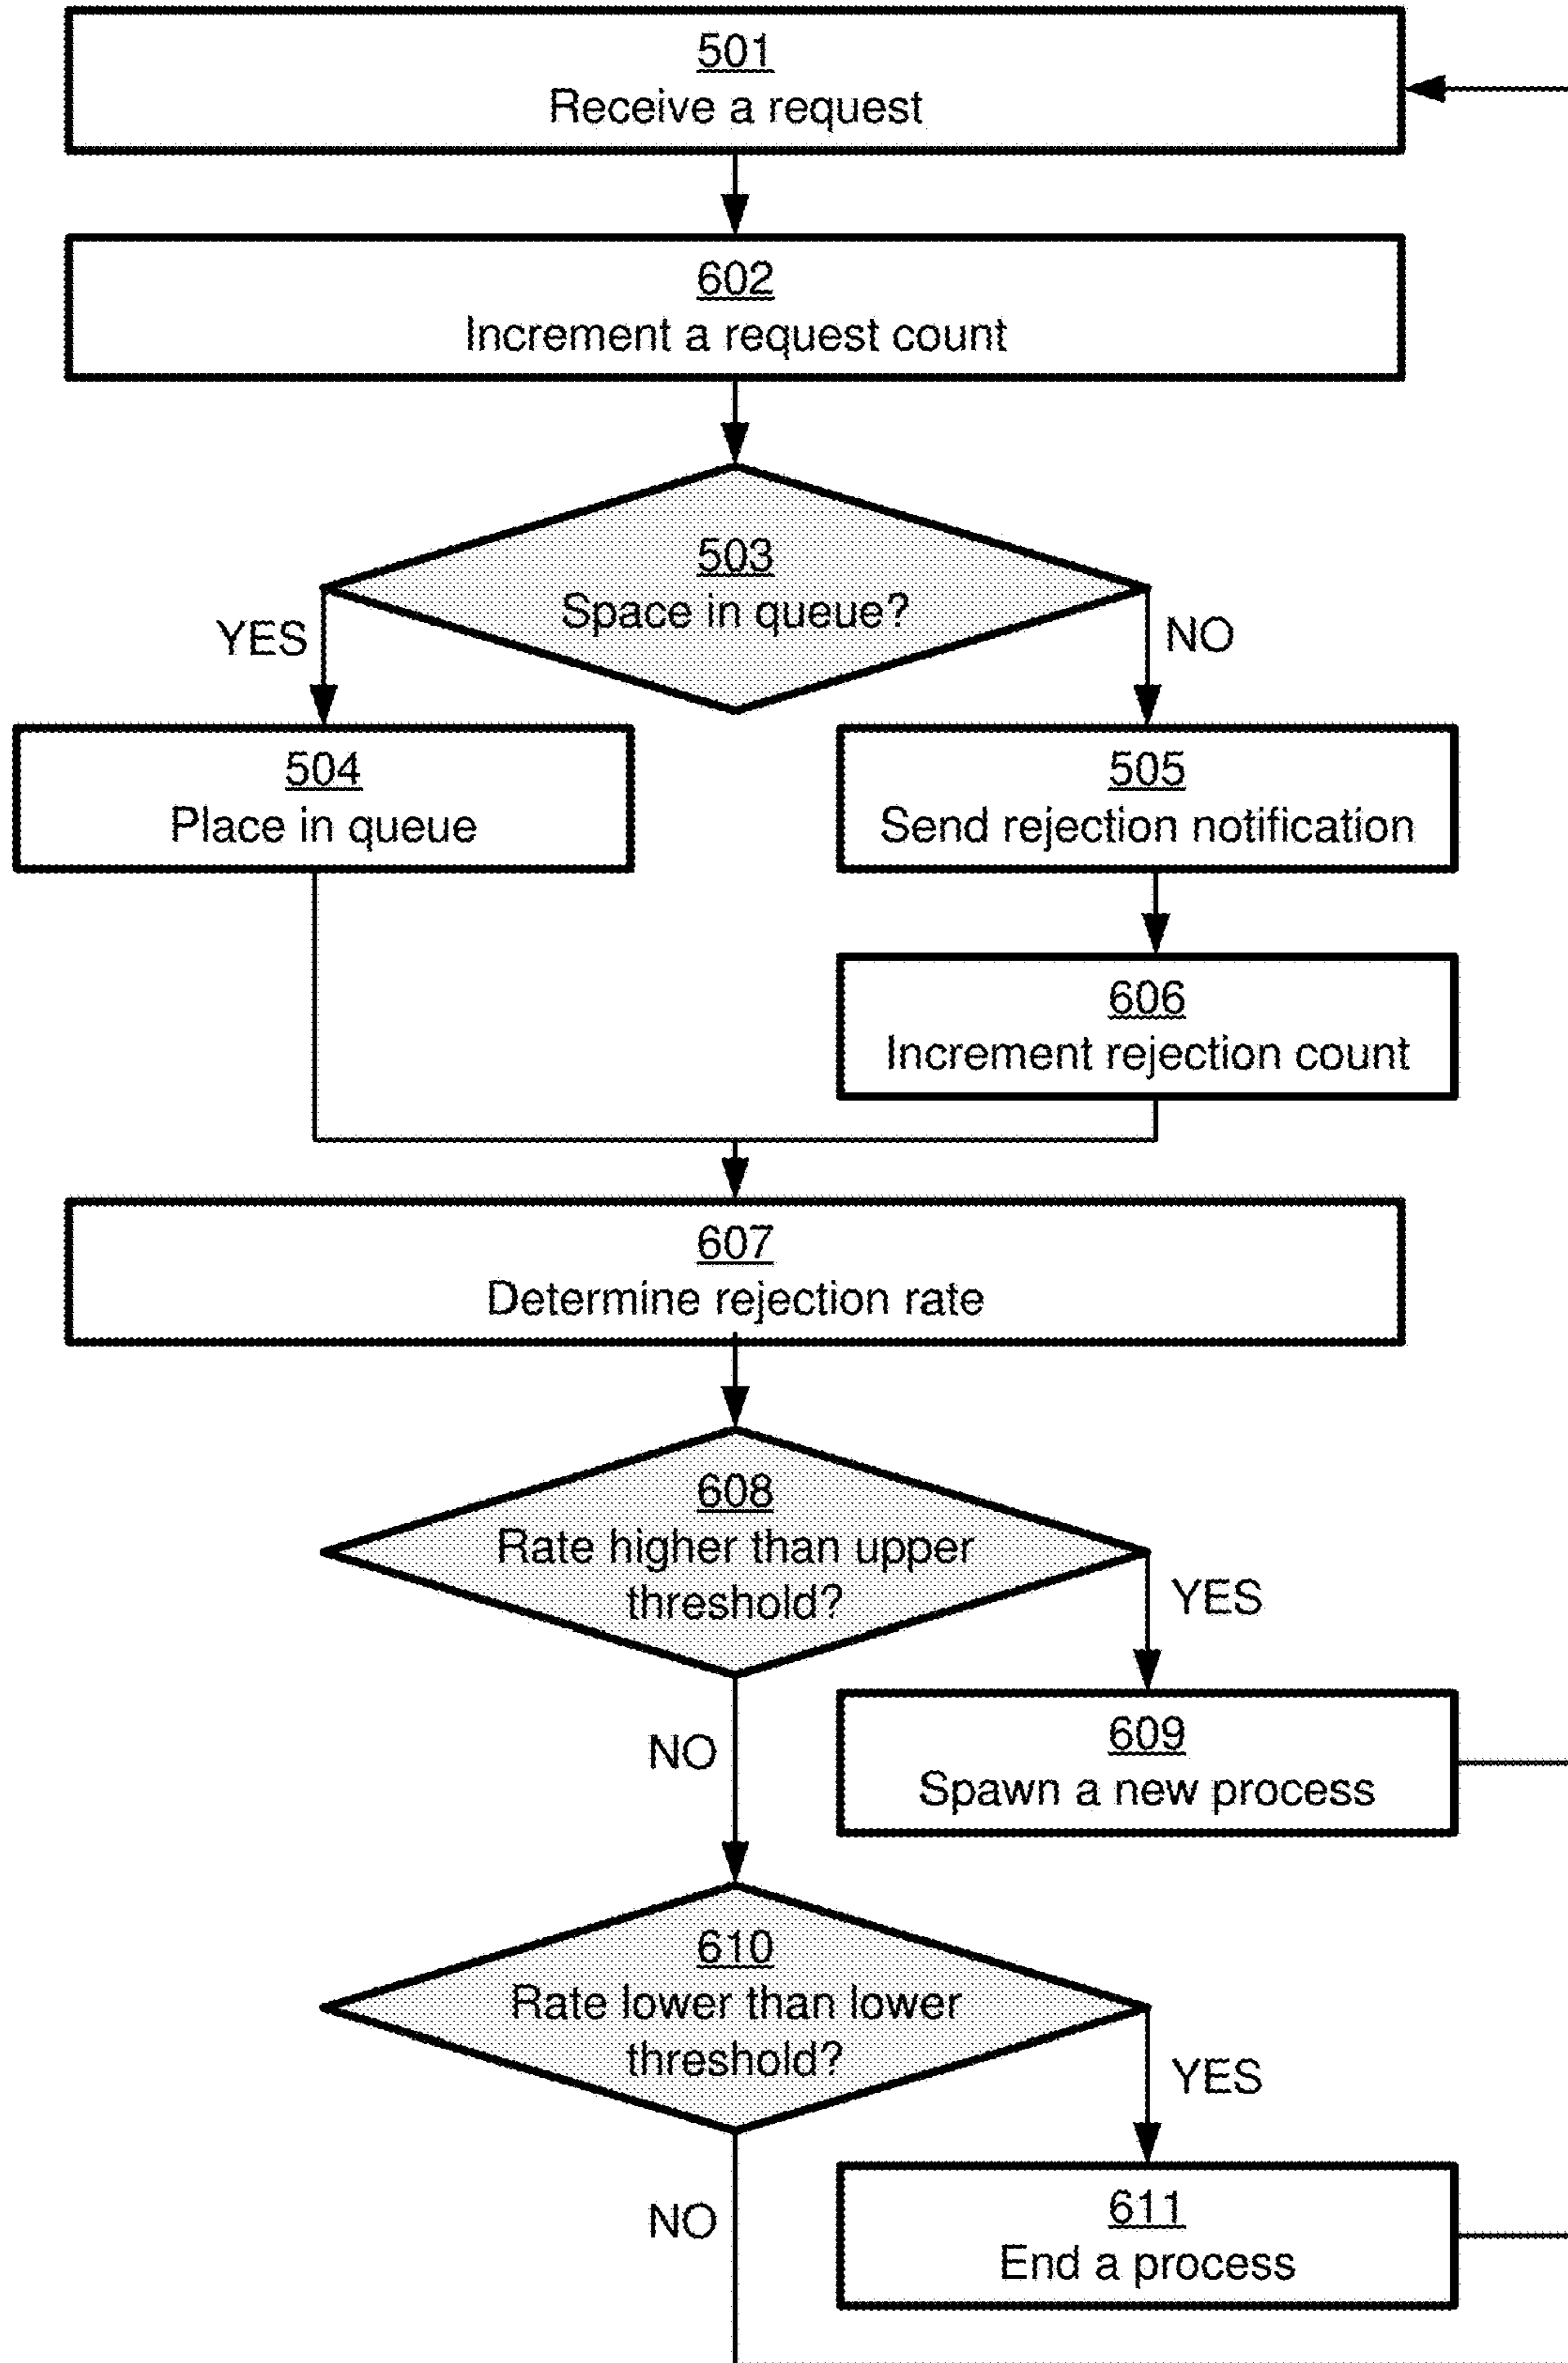 501
Receive a request
602
Increment a request count
503
Space in queue?
YES
NO
504
Place in queue
505
Send rejection notification
606
Increment rejection count
607
Determine rejection rate
608
Rate higher than upper
threshold?
YES
NO
609
Spawn a new process
610
Rate lower than lower
threshold?
YES
NO
611
End a process